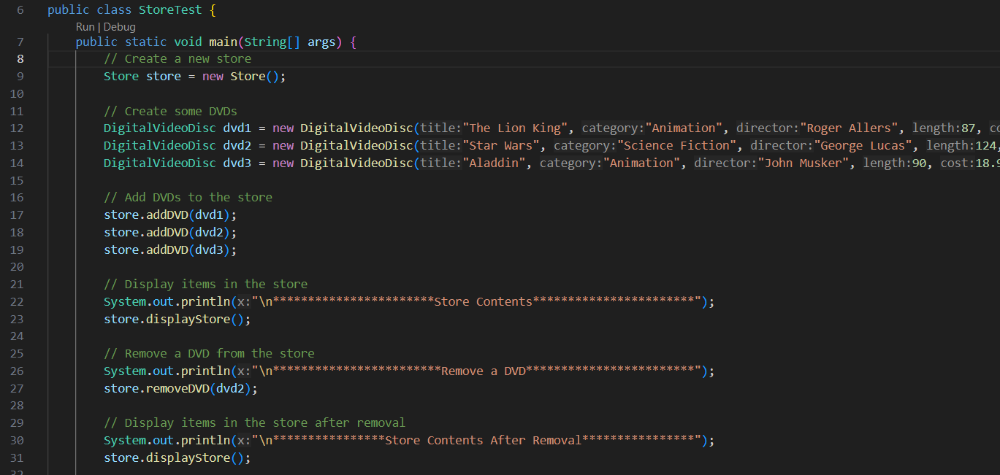 6 public class StoreTest {
Run | Debug
7 public static void main(String[] args) {
8 // Create a new store
9 Store store = new Store();
10
11 // Create some DVDs
12 DigitalVideoDisc dvd1 = new DigitalVideoDisc(title:"The Lion King", category:"Animation", director:"Roger Allers", length:87, co
13 DigitalVideoDisc dvd2 = new DigitalVideoDisc(title:"Star Wars", category:"Science Fiction", director:"George Lucas", length:124,
14 DigitalVideoDisc dvd3 = new DigitalVideoDisc(title:"Aladdin", category:"Animation", director:"John Musker", length:90, cost:18.9
15
16 // Add DVDs to the store
17 store.addDVD(dvd1);
18 store.addDVD(dvd2);
19 store.addDVD(dvd3);
20
21 // Display items in the store
22 System.out.println(x:"\n***********************Store Contents***********************");
23 store.displayStore();
24
25 // Remove a DVD from the store
26 System.out.println(x:"\n************************Remove a DVD************************");
27 store.removeDVD(dvd2);
28
29 // Display items in the store after removal
30 System.out.println(x:"\n****************Store Contents After Removal****************");
31 store.displayStore();
32